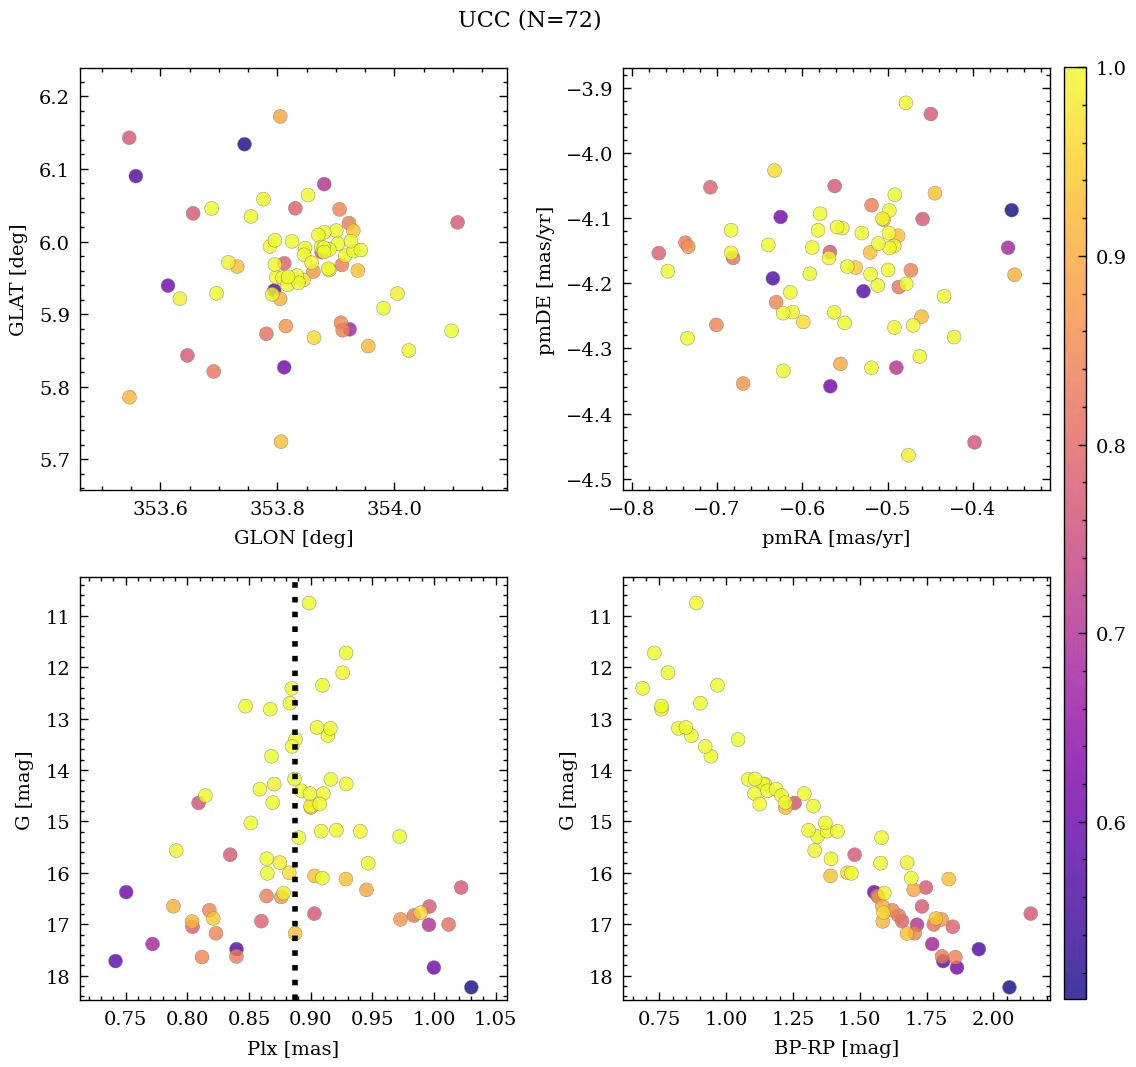 UCC (N=72)
6.2
6.1
6.0
5.9
5.8
5.7
GLAT [deg]
353.6 353.8 354.0
GLON [deg]
−3.9
−4.0
−4.1
−4.2
−4.3
−4.4
−4.5
pmDE [mas/yr]
−0.8 −0.7 −0.6 −0.5 −0.4
pmRA [mas/yr]
1.0
0.9
0.8
0.7
0.6
11
12
13
14
15
16
17
18
G [mag]
0.75 0.80 0.85 0.90 0.95 1.00 1.05
Plx [mas]
11
12
13
14
15
16
17
18
G [mag]
0.75 1.00 1.25 1.50 1.75 2.00
BP-RP [mag]